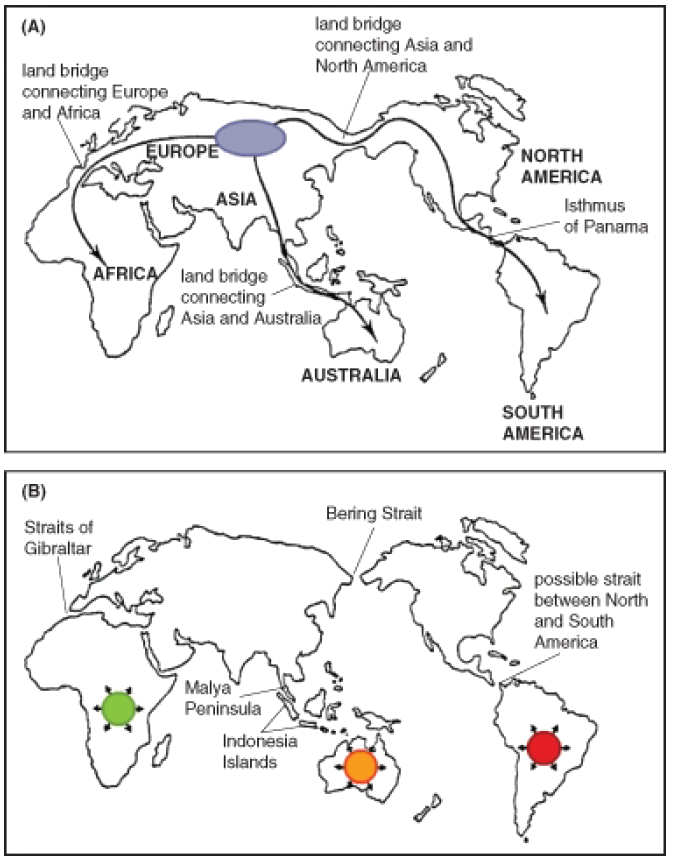 (A)
land bridge
connecting Asia and
North America
land bridge
connecting Europe
and Africa
EUROPE
ASIA
NORTH
AMERICA
Isthmus
of Panama
AFRICA
land bridge
connecting
Asia and Australia
AUSTRALIA
SOUTH
AMERICA
(B)
Straits of
Gibraltar
Bering Strait
possible strait
between North
and South
America
Malya
Peninsula
Indonesia
Islands